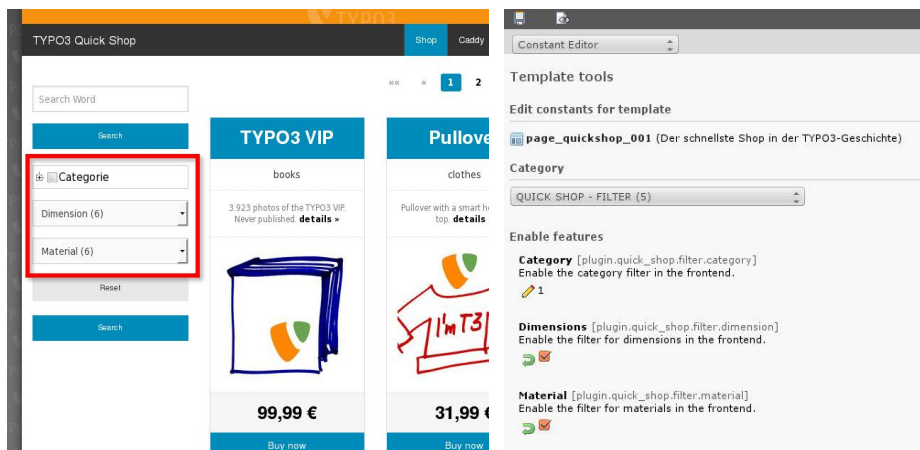 TYPO3
TYPO3 Quick Shop
Shop
Caddy
«« « 1 2
Search Word
Search
Categorie
Dimension (6)
Material (6)
Reset
Search
TYPO3 VIP
books
3.923 photos of the TYPO3 VIP.
Never published. details »
99,99 €
Buy now
Pullove
clothes
Pullover with a smart h
top. details
I'm T3
31,99 €
Buy now
Constant Editor
Template tools
Edit constants for template
page_quickshop_001 (Der schnellste Shop in der TYPO3-Geschichte)
Category
QUICK SHOP - FILTER (5)
Enable features
Category [plugin.quick_shop.filter.category]
Enable the category filter in the frontend.
1
Dimensions [plugin.quick_shop.filter.dimension]
Enable the filter for dimensions in the frontend.
Material [plugin.quick_shop.filter.material]
Enable the filter for materials in the frontend.